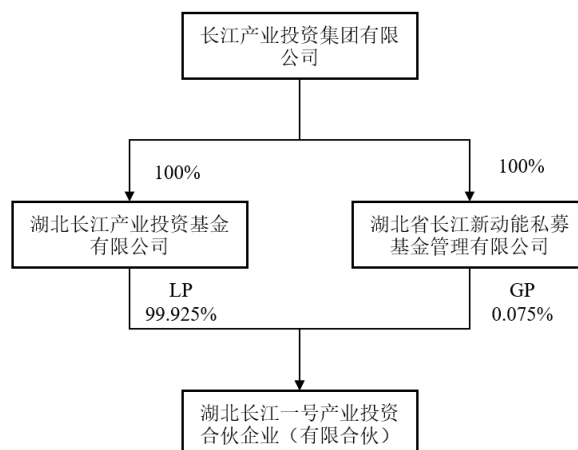 长江产业投资集团有限
公司
100%
100%
湖北长江产业投资基金
有限公司
湖北省长江新动能私募
基金管理有限公司
LP
99.925%
GP
0.075%
湖北长江一号产业投资
合伙企业（有限合伙）